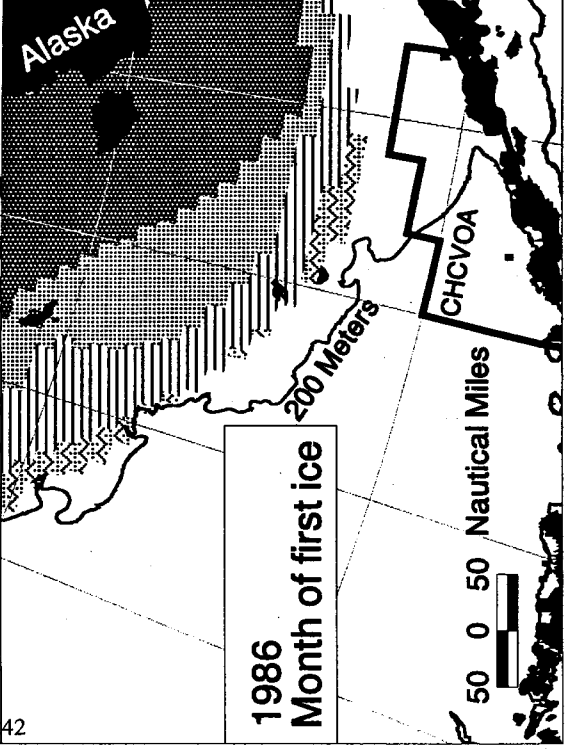 Alaska
CHCVOA
200 Meters
1986
Month of first ice
50 0 50 Nautical Miles
42